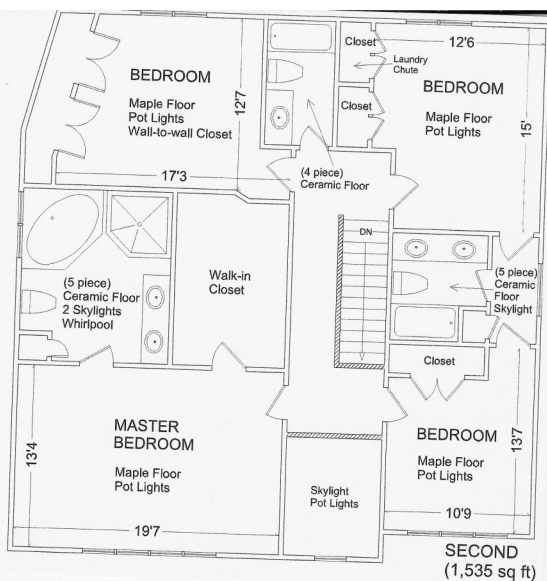 BEDROOM
Maple Floor
Pot Lights
Wall-to-wall Closet
12'7
17'3
Closet
Laundry
Chute
Closet
12'6
BEDROOM
Maple Floor
Pot Lights
15'
(4 piece)
Ceramic Floor
DN
(5 piece)
Ceramic Floor
2 Skylights
Whirlpool
Walk-in
Closet
(5 piece)
Ceramic
Floor
Skylight
Closet
MASTER
BEDROOM
Maple Floor
Pot Lights
13'4
19'7
Skylight
Pot Lights
BEDROOM
Maple Floor
Pot Lights
13'7
10'9
SECOND
(1,535 sq ft)